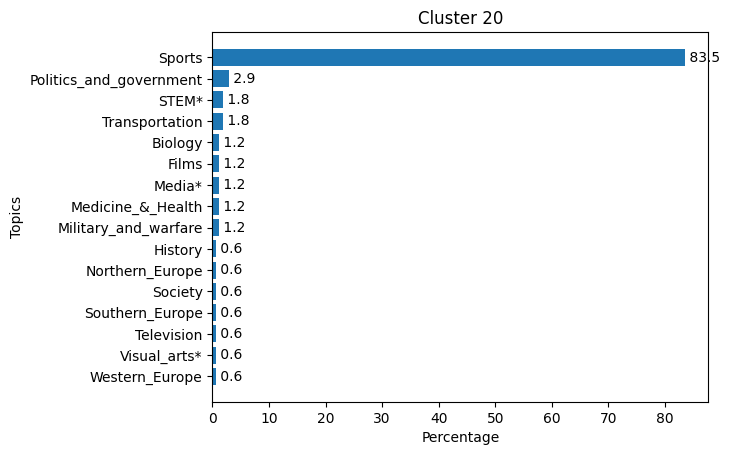 Cluster 20
Topics
Sports 83.5
Politics_and_government 2.9
STEM* 1.8
Transportation 1.8
Biology 1.2
Films 1.2
Media* 1.2
Medicine_&_Health 1.2
Military_and_warfare 1.2
History 0.6
Northern_Europe 0.6
Society 0.6
Southern_Europe 0.6
Television 0.6
Visual_arts* 0.6
Western_Europe 0.6
0 10 20 30 40 50 60 70 80
Percentage